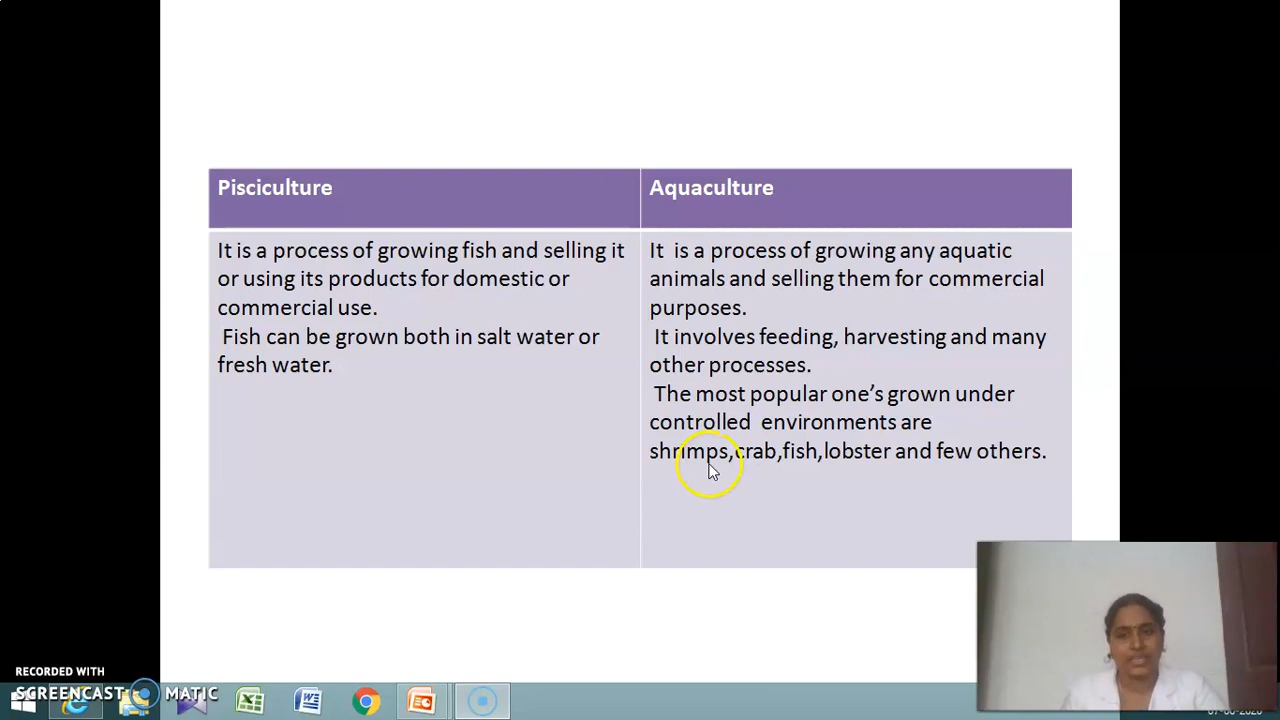 Pisciculture
Aquaculture
It is a process of growing fish and selling it
or using its products for domestic or
commercial use.
Fish can be grown both in salt water or
fresh water.
It is a process of growing any aquatic
animals and selling them for commercial
purposes.
It involves feeding, harvesting and many
other processes.
The most popular one’s grown under
controlled environments are
shrimps,crab,fish,lobster and few others.
RECORDED WITH
SCREENCAST MATIC